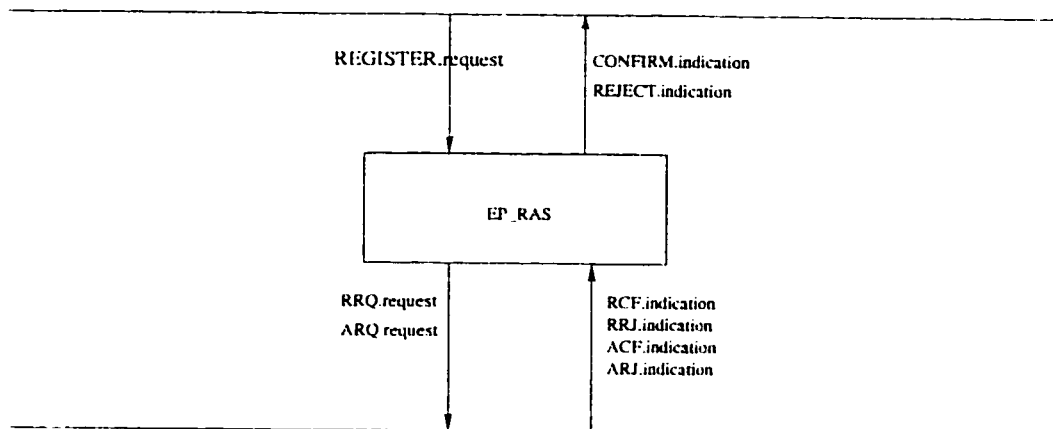 REGISTER.request
CONFIRM.indication
REJECT.indication
EP_RAS
RRQ.request
ARQ request
RCF.indication
RRJ.indication
ACF.indication
ARJ.indication